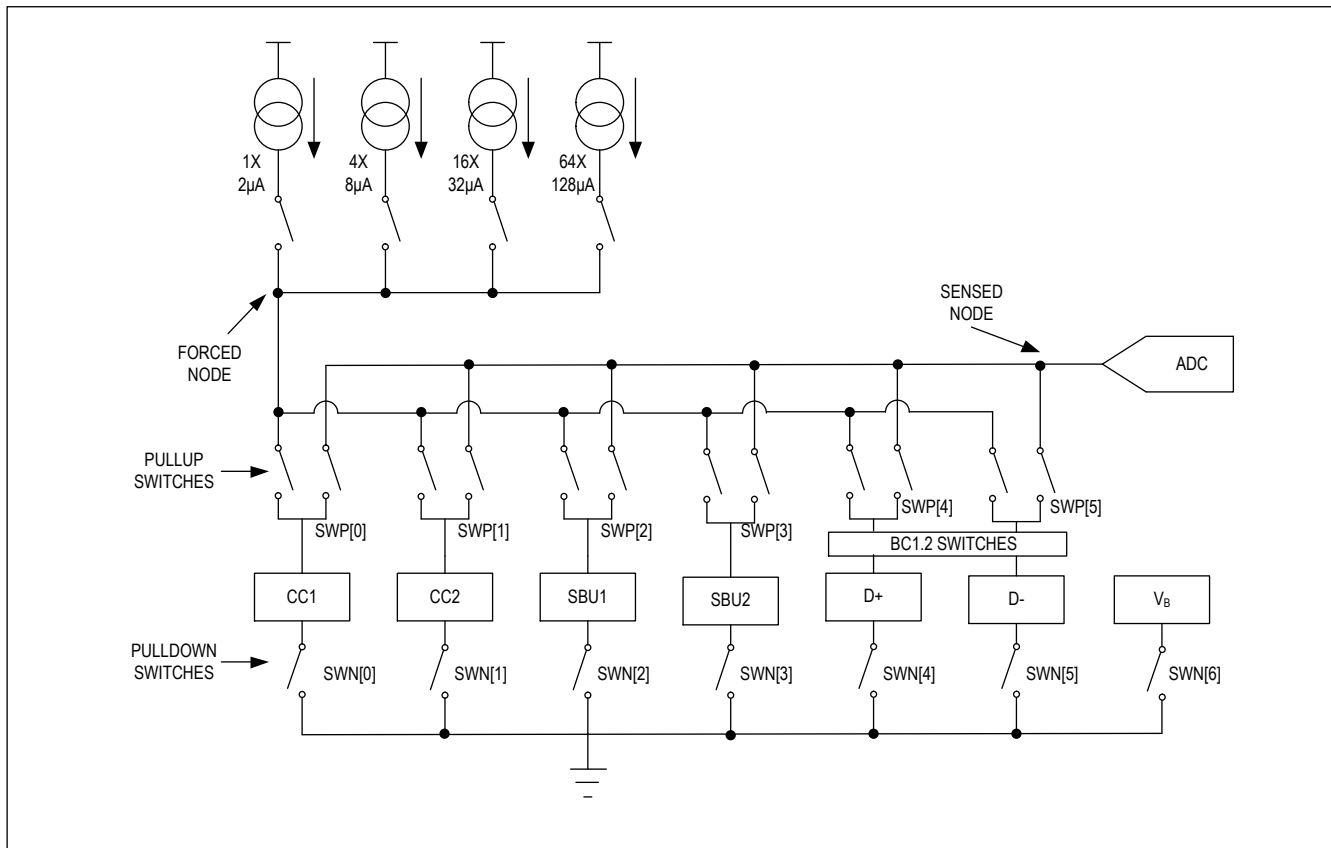 1X
2µA
4X
8µA
16X
32µA
64X
128µA
FORCED
NODE
SENSED
NODE
ADC
PULLUP
SWITCHES
SWP[0]
SWP[1]
SWP[2]
SWP[3]
SWP[4]
SWP[5]
BC1.2 SWITCHES
CC1
CC2
SBU1
SBU2
D+
D-
VB
PULLDOWN
SWITCHES
SWN[0]
SWN[1]
SWN[2]
SWN[3]
SWN[4]
SWN[5]
SWN[6]